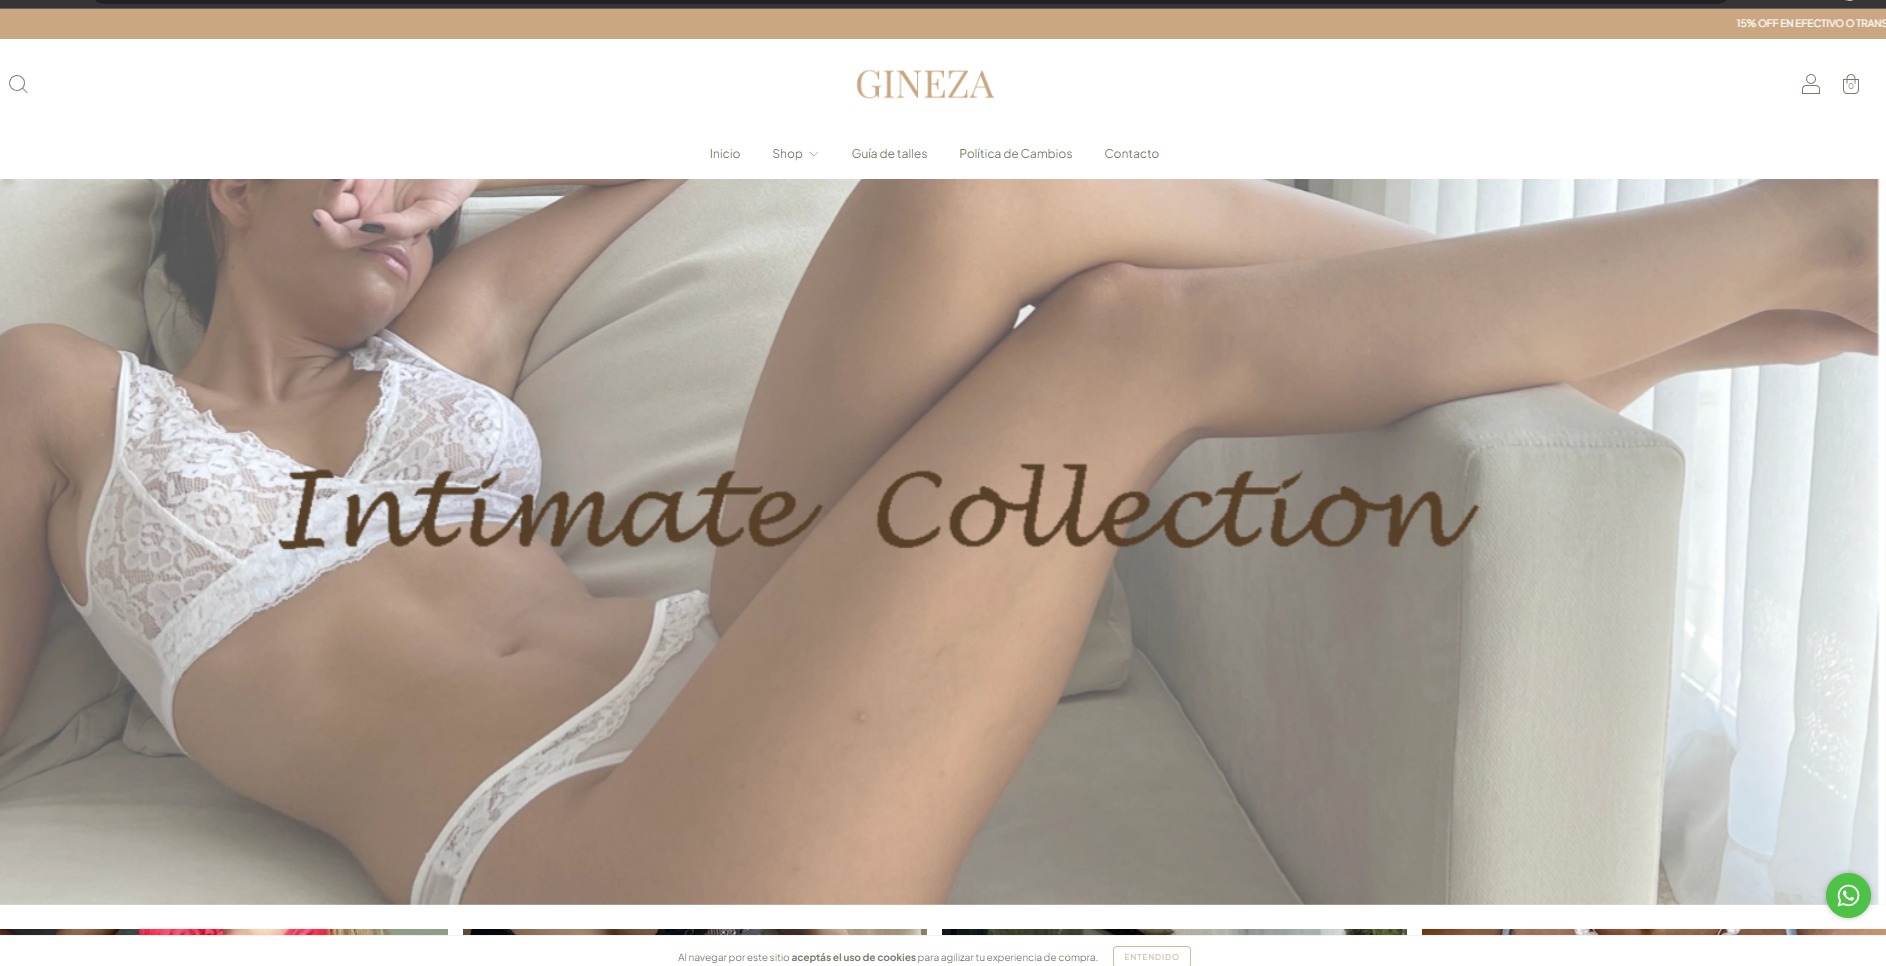 15% OFF EN EFECTIVO O TRANS
GINEZA
0
Inicio Shop Guía de talles Política de Cambios Contacto
Intimate Collection
Al navegar por este sitio aceptás el uso de cookies para agilizar tu experiencia de compra. ENTENDIDO